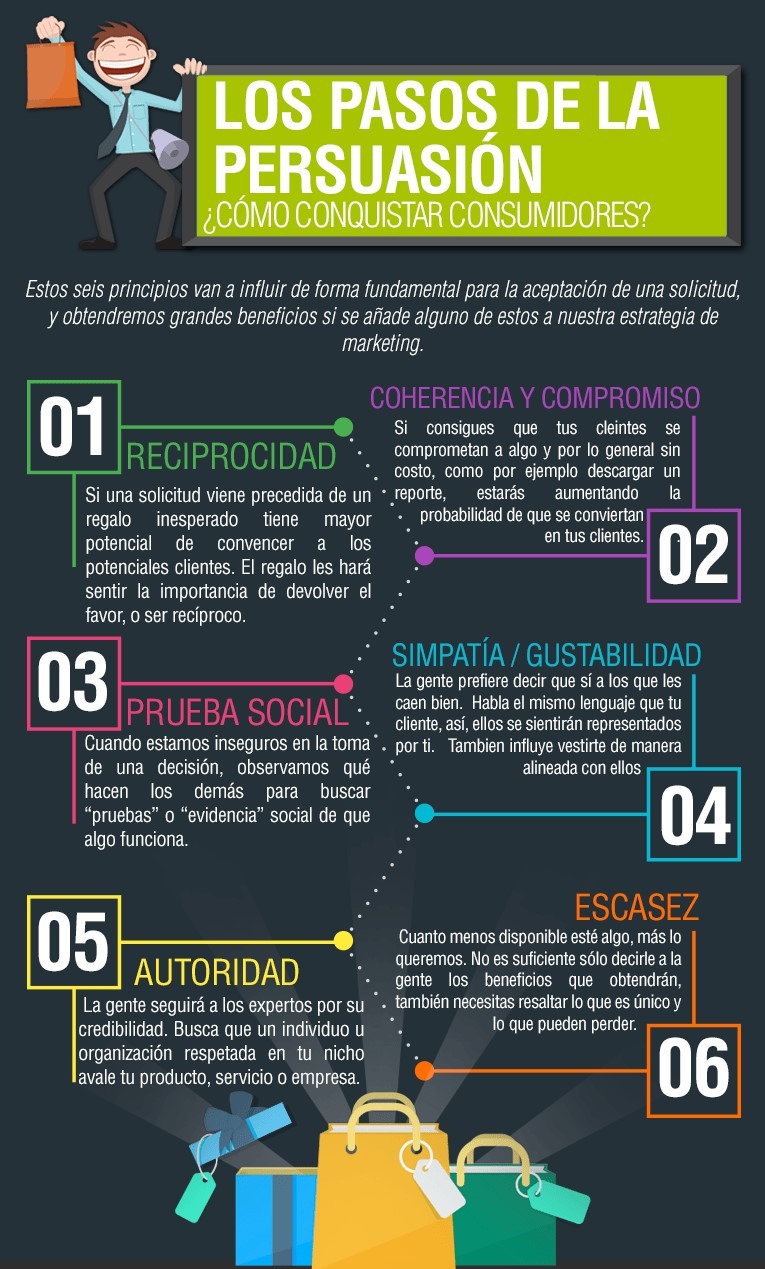 LOS PASOS DE LA
PERSUASIÓN
¿CÓMO CONQUISTAR CONSUMIDORES?
Estos seis principios van a influir de forma fundamental para la aceptación de una solicitud,
y obtendremos grandes beneficios si se añade alguno de estos a nuestra estrategia de
marketing.
01
RECIPROCIDAD
Si una solicitud viene precedida de un
regalo inesperado tiene mayor
potencial de convencer a los
potenciales clientes. El regalo les hará
sentir la importancia de devolver el
favor, o ser recíproco.
COHERENCIA Y COMPROMISO
Si consigues que tus cleintes se
comprometan a algo y por lo general sin
costo, como por ejemplo descargar un
reporte, estarás aumentando la
probabilidad de que se conviertan
en tus clientes.
02
03
PRUEBA SOCIAL
Cuando estamos inseguros en la toma
de una decisión, observamos qué
hacen los demás para buscar
“pruebas” o “evidencia” social de que
algo funciona.
SIMPATÍA / GUSTABILIDAD
La gente prefiere decir que sí a los que les
caen bien. Habla el mismo lenguaje que tu
cliente, así, ellos se sientirán representados
por ti. Tambien influye vestirte de manera
alineada con ellos
04
05
AUTORIDAD
La gente seguirá a los expertos por su
credibilidad. Busca que un individuo u
organización respetada en tu nicho
avale tu producto, servicio o empresa.
ESCASEZ
Cuanto menos disponible esté algo, más lo
queremos. No es suficiente sólo decirle a la
gente los beneficios que obtendrán,
también necesitas resaltar lo que es único y
lo que pueden perder.
06